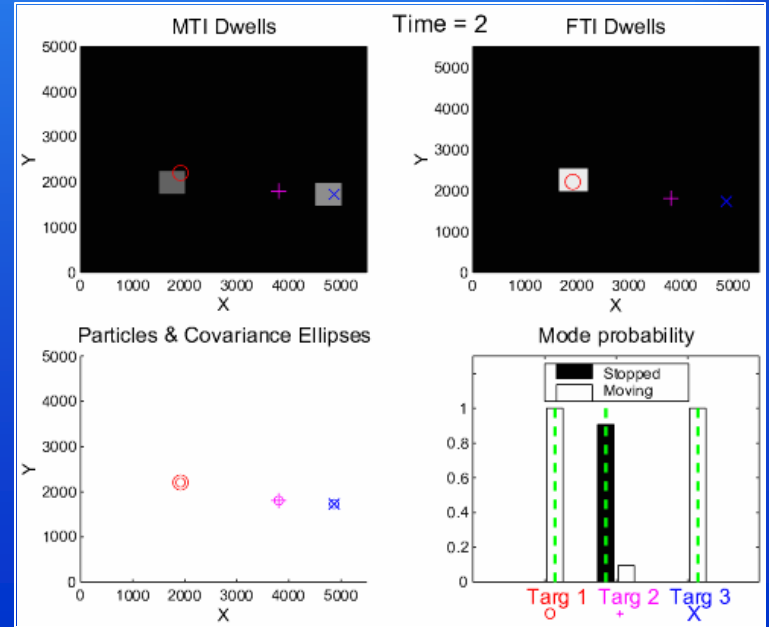 MTI Dwells
Time = 2
FTI Dwells
5000
4000
3000
2000
1000
0
Y
0 1000 2000 3000 4000 5000
X
5000
4000
3000
2000
1000
0
Y
0 1000 2000 3000 4000 5000
X
Particles & Covariance Ellipses
5000
4000
3000
2000
1000
0
Y
0 1000 2000 3000 4000 5000
X
Mode probability
Stopped
Moving
1
0.8
0.6
0.4
0.2
0
Targ 1 Targ 2 Targ 3